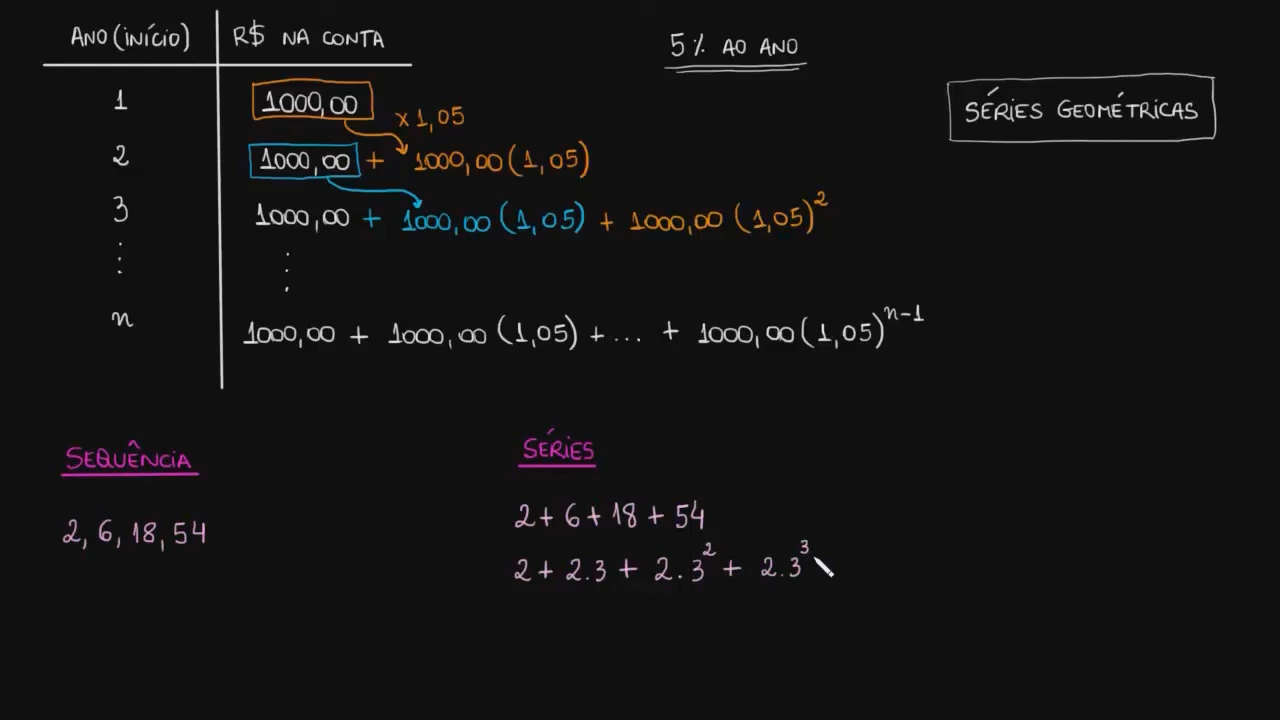 ANO (INÍCIO) R$ NA CONTA
5% AO ANO
SÉRIES GEOMÉTRICAS
1 1000,00
x 1,05
2 1000,00 + 1000,00 (1,05)
3 1000,00 + 1000,00 (1,05) + 1000,00 (1,05)²
⋮ ⋮
n 1000,00 + 1000,00 (1,05) + ... + 1000,00 (1,05)ⁿ⁻¹
SEQUÊNCIA
2, 6, 18, 54
SÉRIES
2 + 6 + 18 + 54
2 + 2.3 + 2.3² + 2.3³